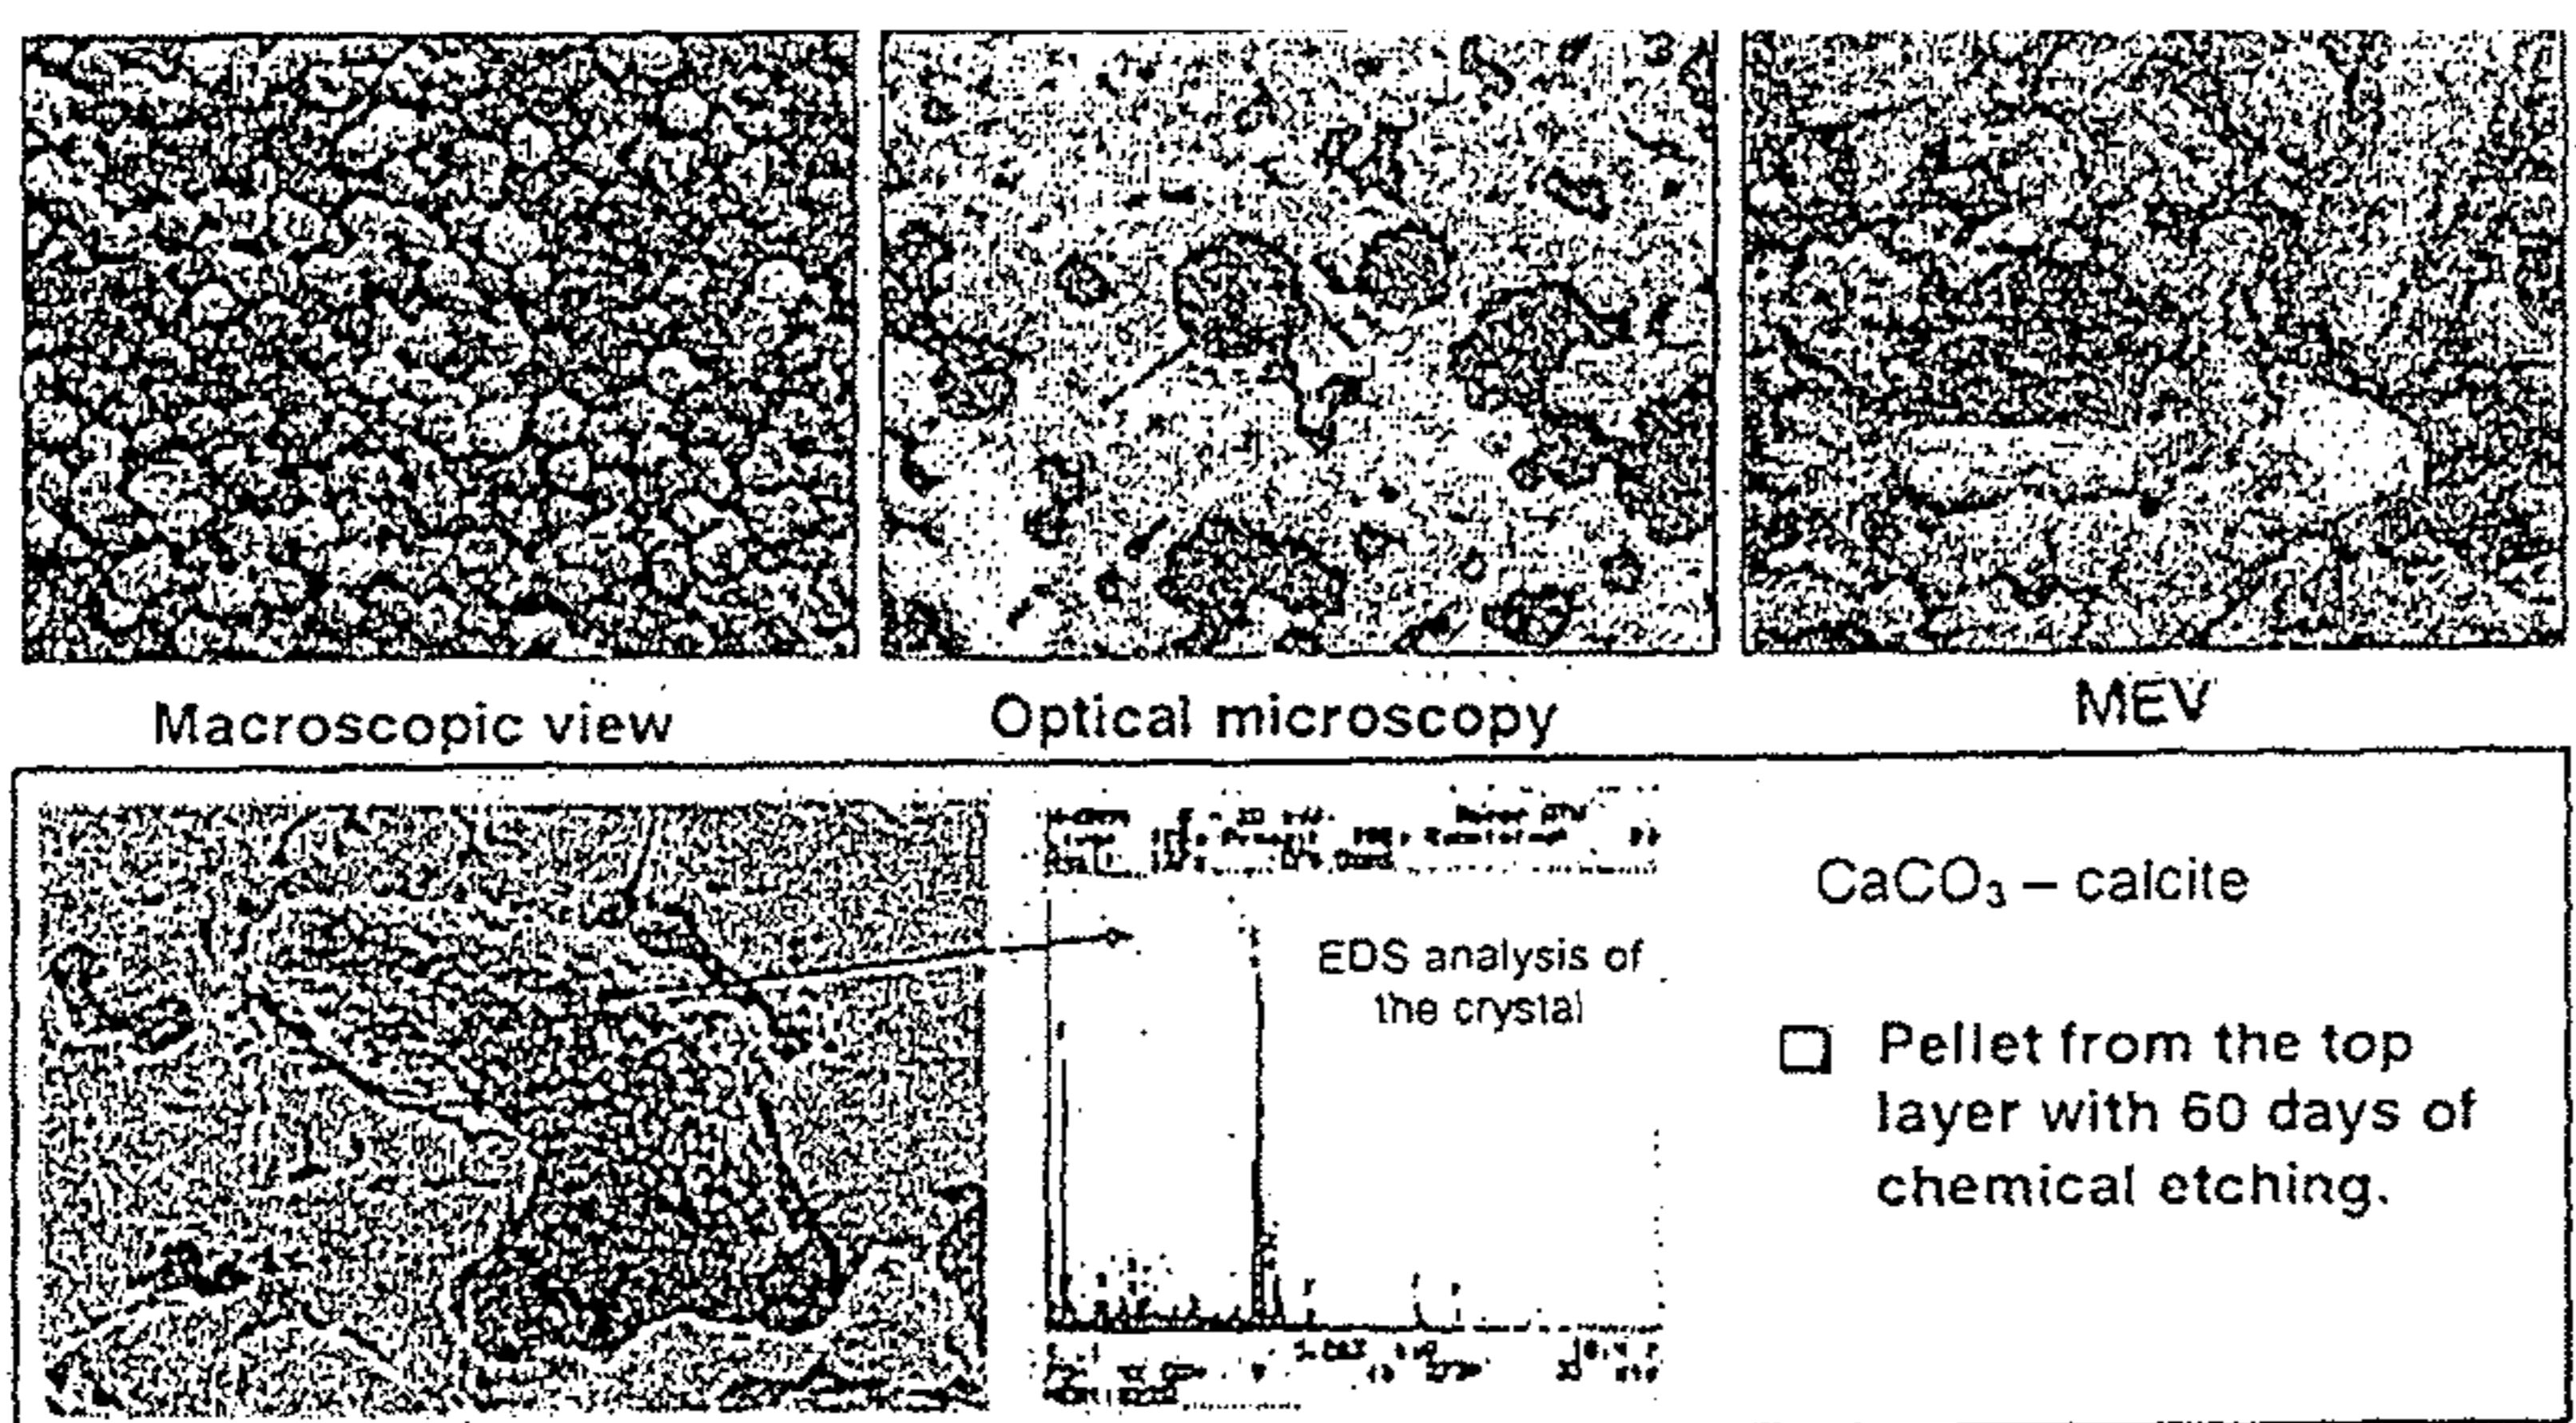 Macroscopic view
Optical microscopy
MEV
CaCO₃ – calcite
EDS analysis of
the crystal
Pellet from the top
layer with 60 days of
chemical etching.